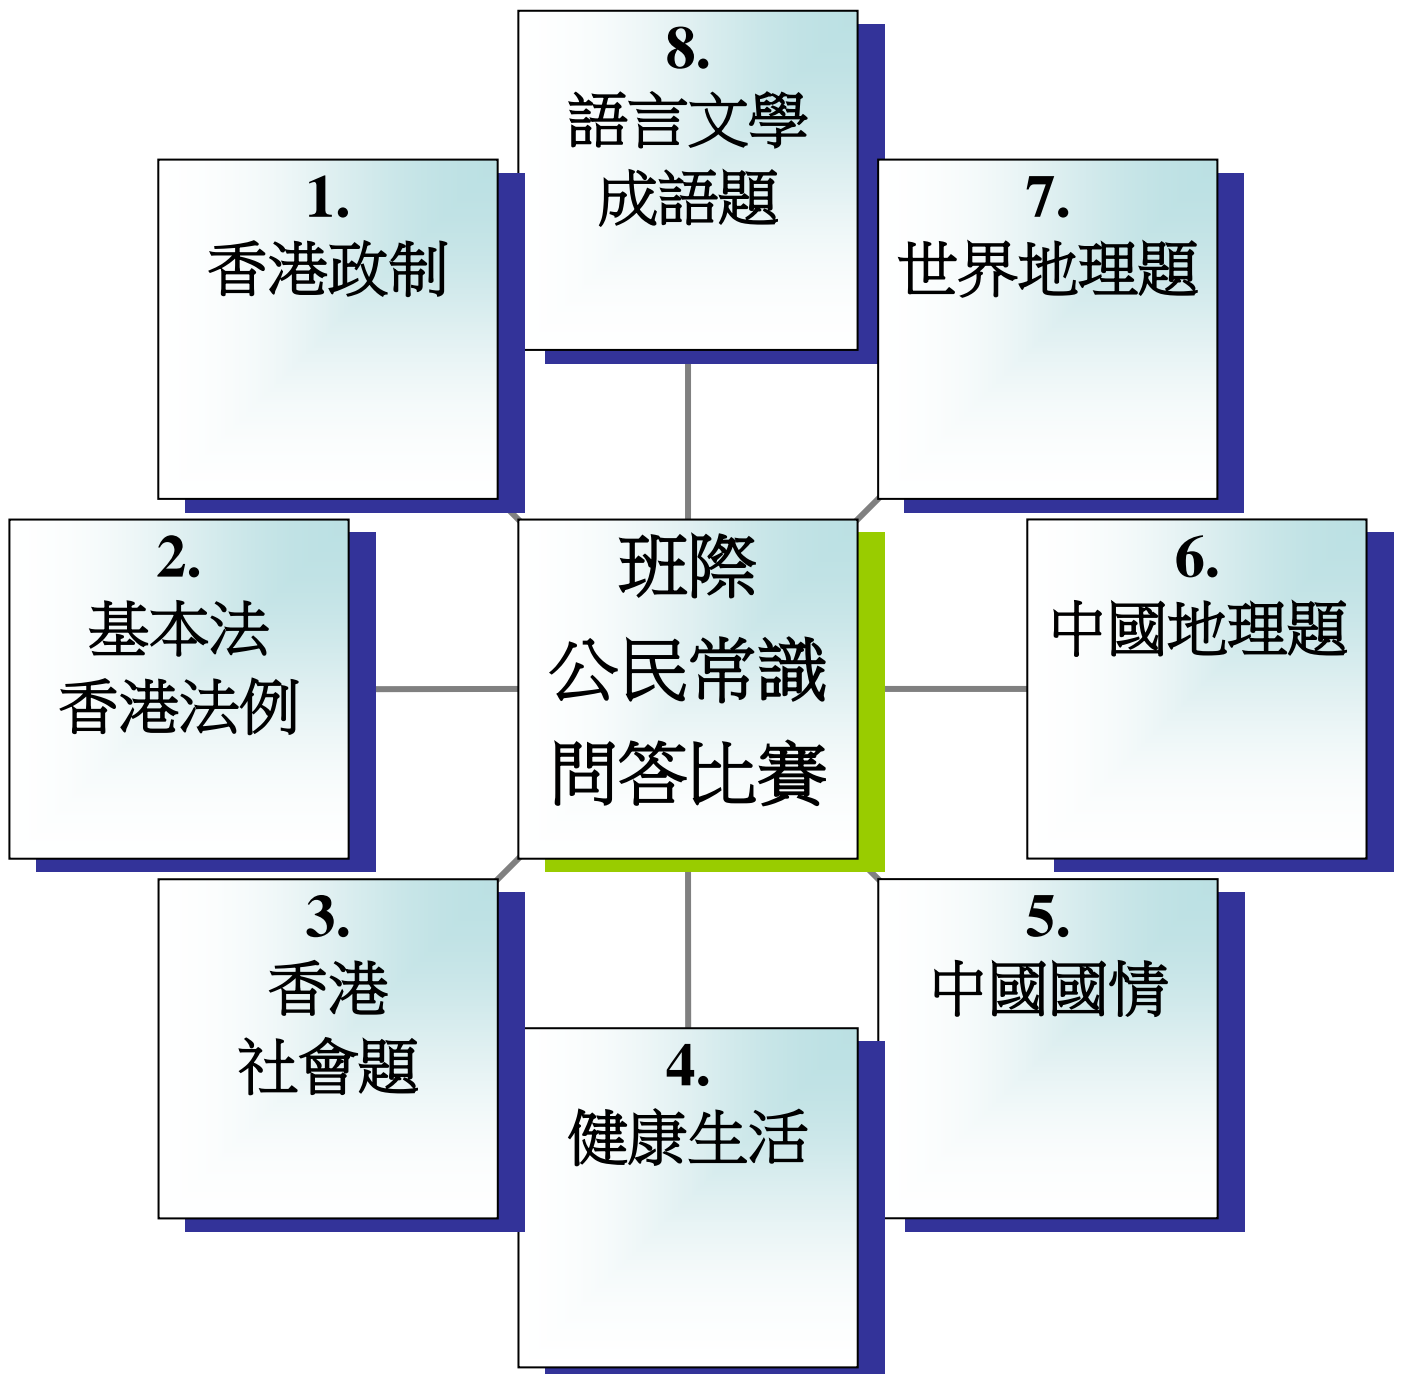 8.
語言文學
成語題
1.
香港政制
7.
世界地理題
2.
基本法
香港法例
班際
公民常識
問答比賽
6.
中國地理題
3.
香港
社會題
5.
中國國情
4.
健康生活